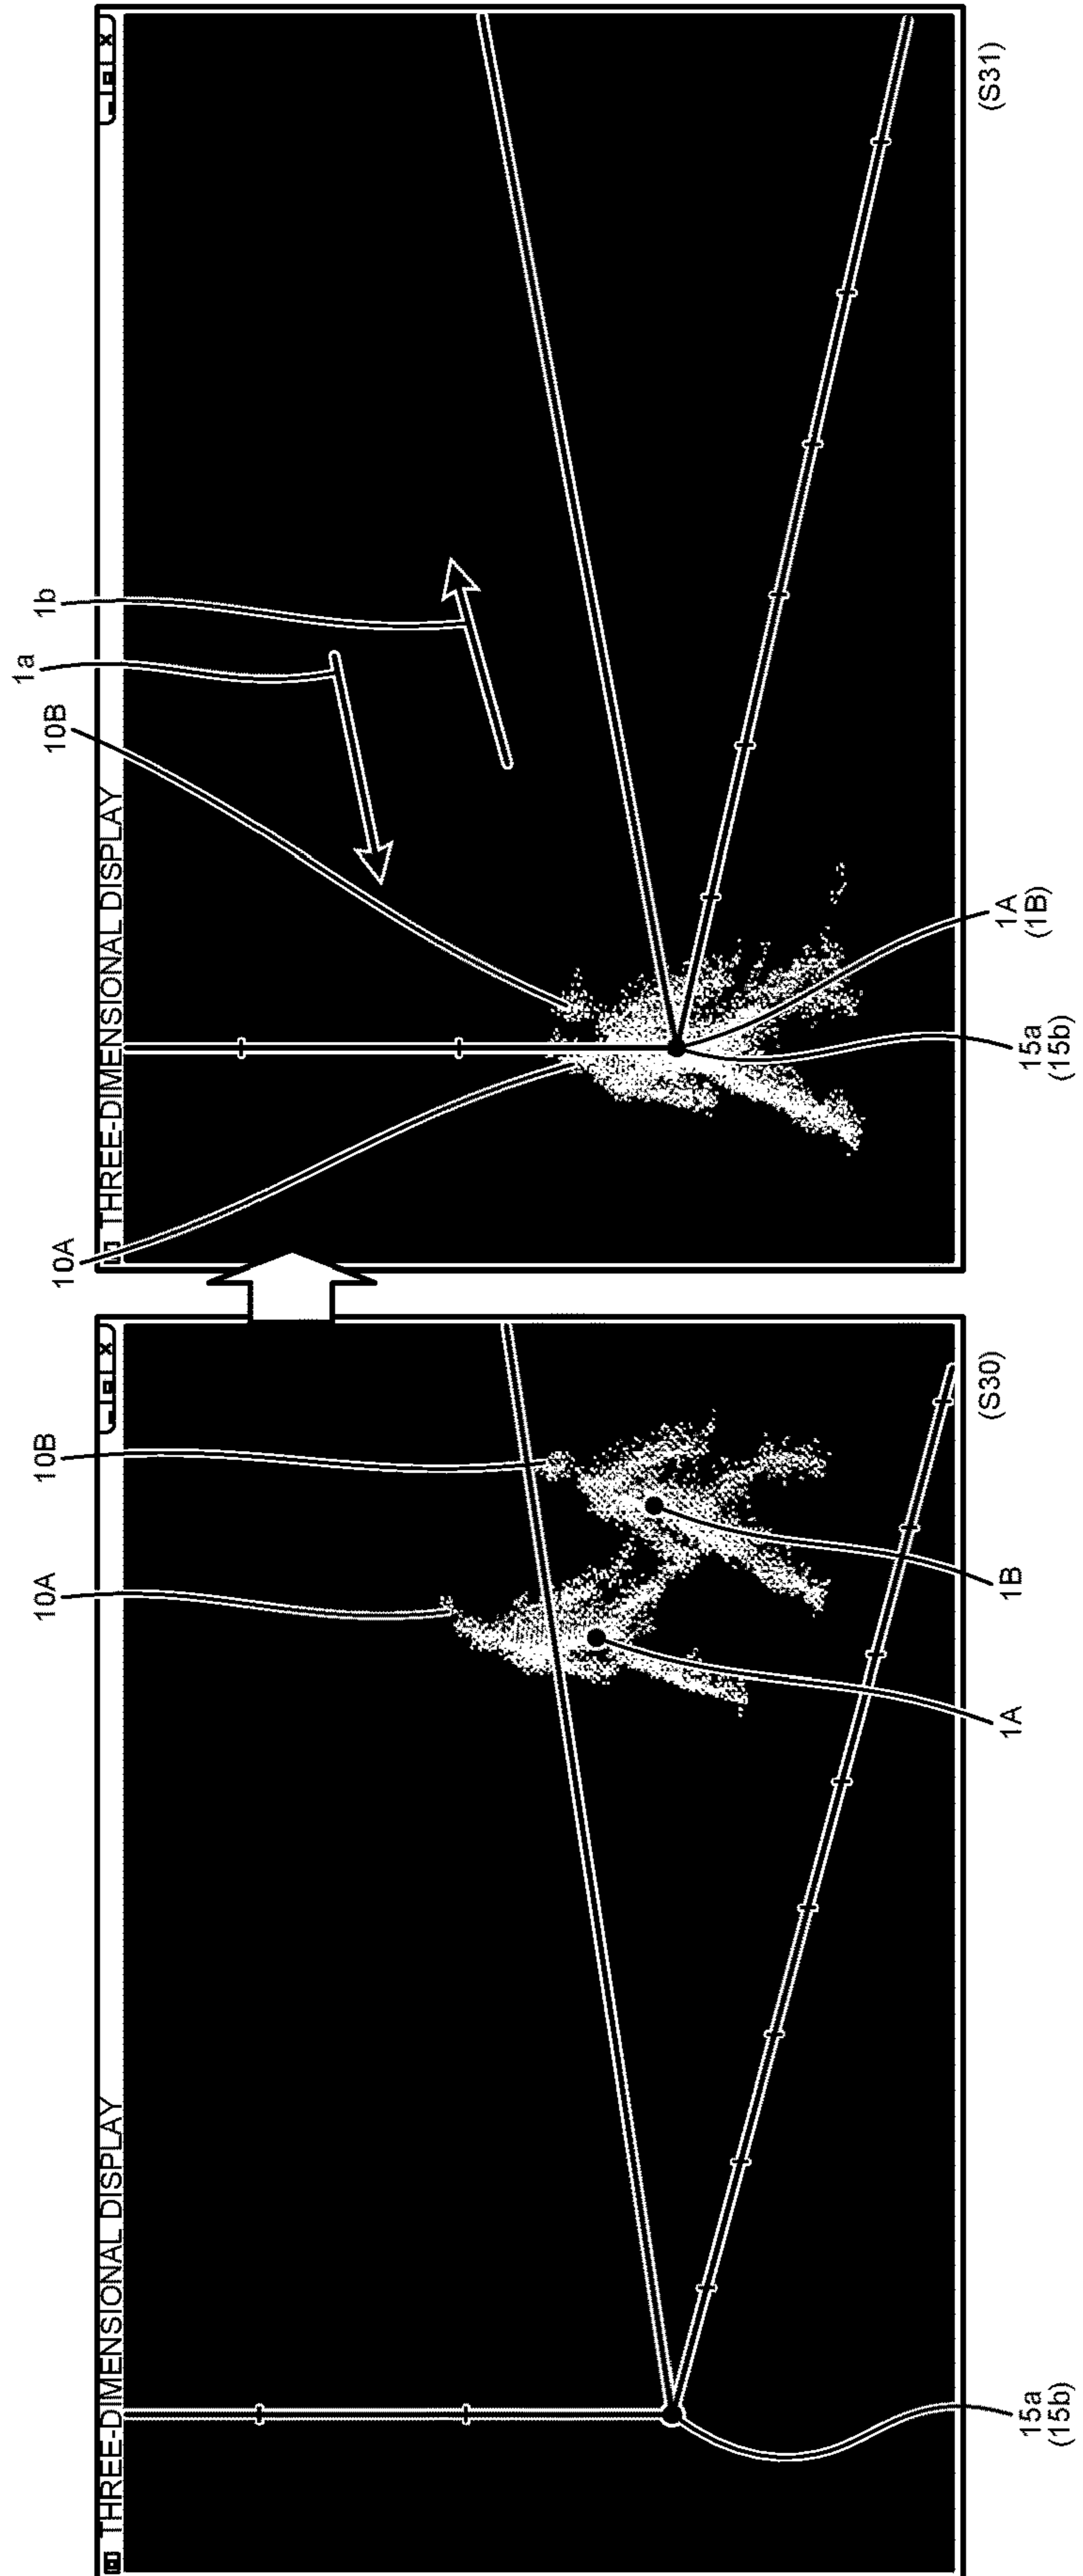 THREE-DIMENSIONAL DISPLAY
10A
10B
1A
1B
15a
(15b)
(S30)
THREE-DIMENSIONAL DISPLAY
10A
10B
1a
1b
1A
(1B)
15a
(15b)
(S31)